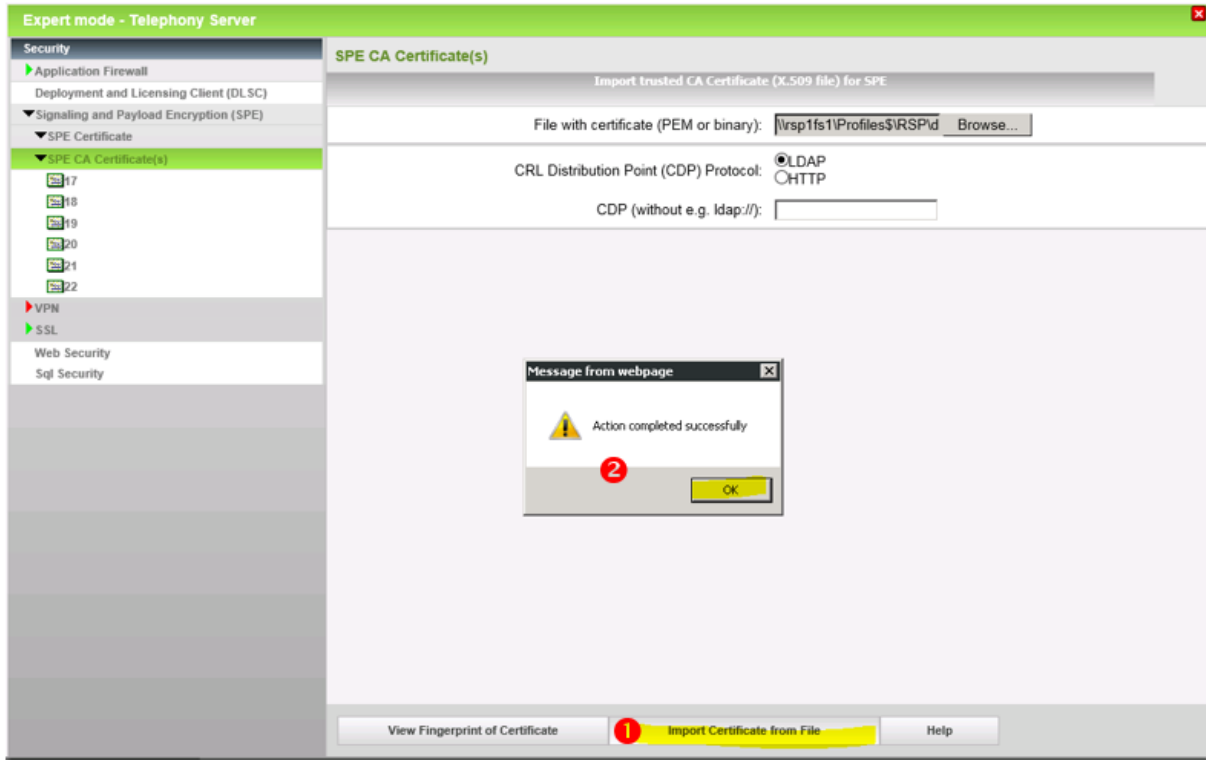 Expert mode - Telephony Server
Security
Application Firewall
Deployment and Licensing Client (DLSC)
Signaling and Payload Encryption (SPE)
SPE Certificate
SPE CA Certificate(s)
17
18
19
20
21
22
VPN
SSL
Web Security
Sql Security
SPE CA Certificate(s)
Import trusted CA Certificate (X.509 file) for SPE
File with certificate (PEM or binary): \\rsp1fs1\Profiles$\RSP\d Browse...
CRL Distribution Point (CDP) Protocol: LDAP
HTTP
CDP (without e.g. ldap://):
Message from webpage
Action completed successfully
2
OK
View Fingerprint of Certificate 1 Import Certificate from File Help